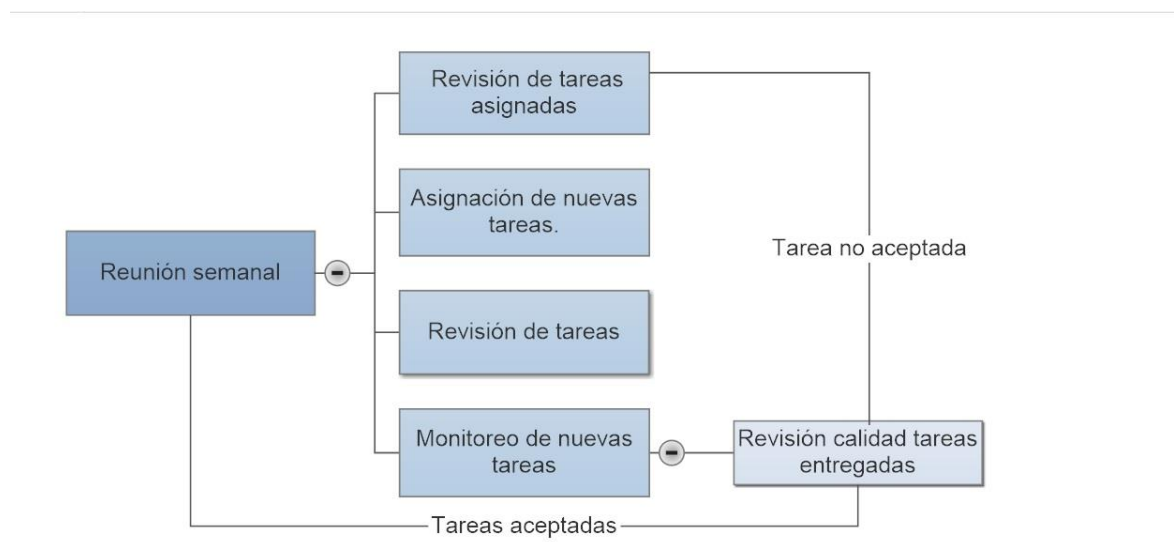 Revisión de tareas
asignadas
Asignación de nuevas
tareas.
Tarea no aceptada
Reunión semanal
Revisión de tareas
Monitoreo de nuevas
tareas
Revisión calidad tareas
entregadas
Tareas aceptadas